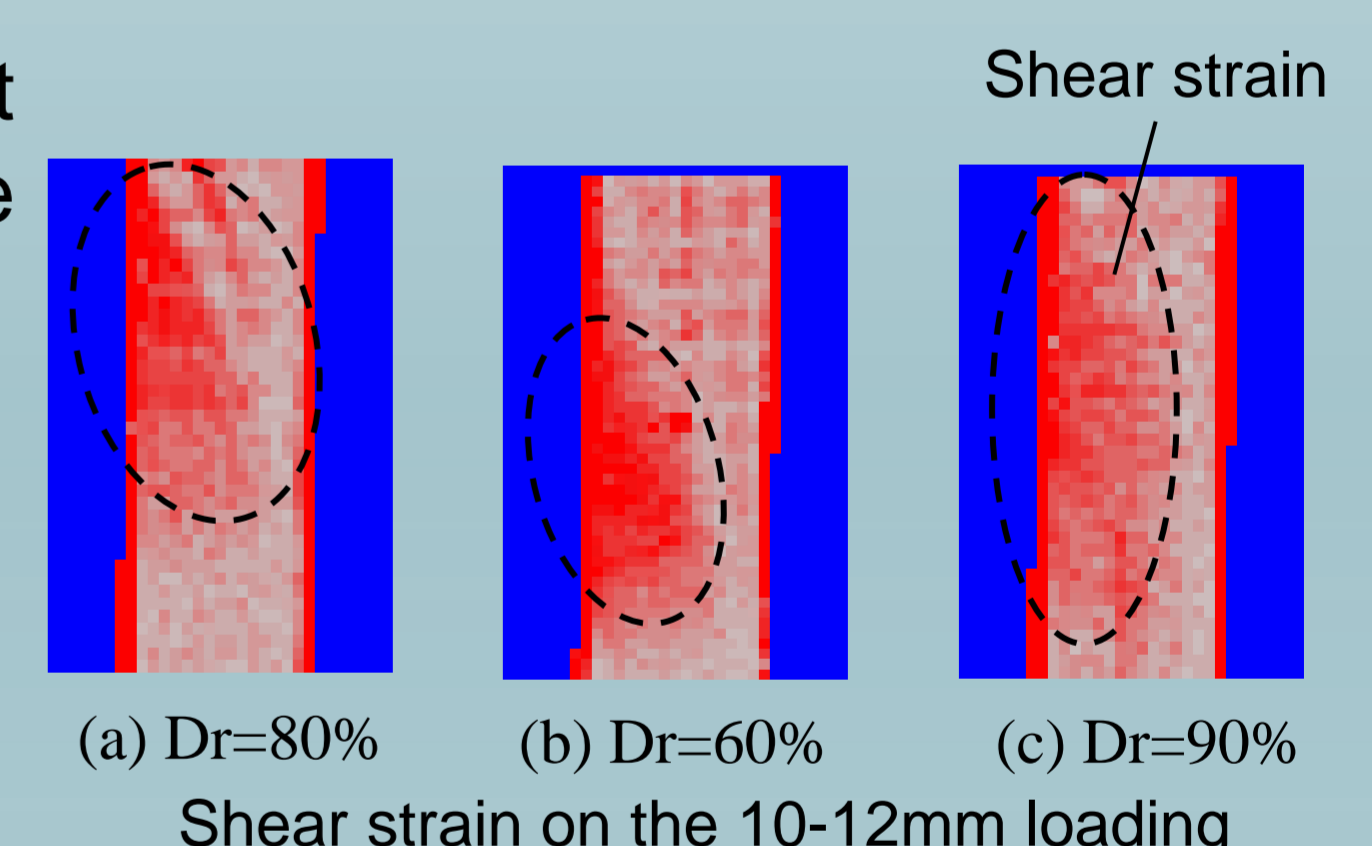 t
e
Shear strain
(a) Dr=80%
(b) Dr=60%
(c) Dr=90%
Shear strain on the 10-12mm loading